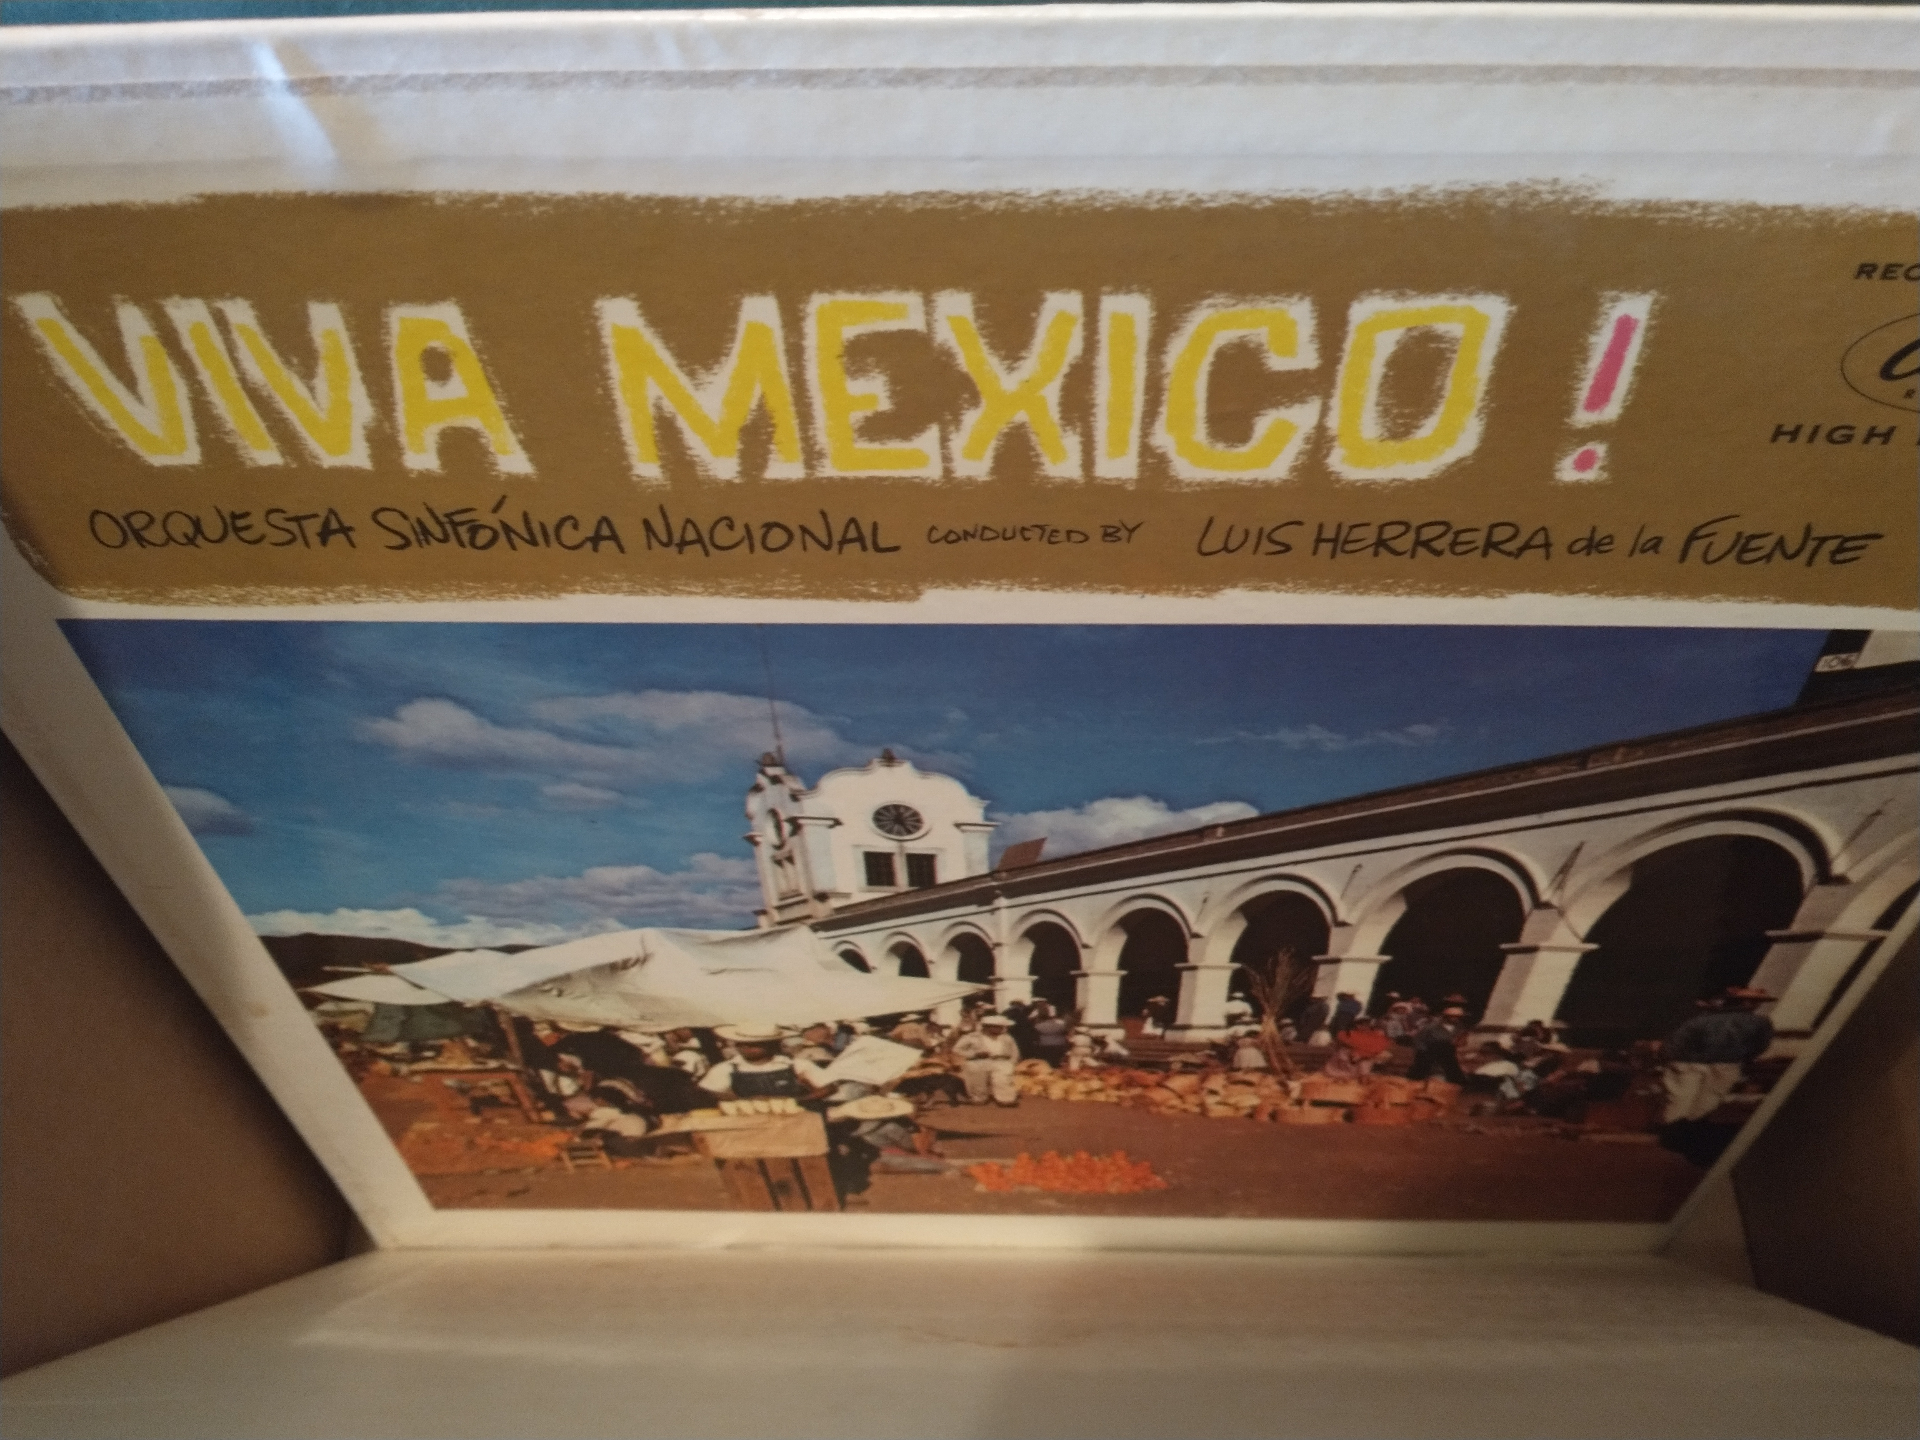 VIVA MEXICO!
ORQUESTA SINFÓNICA NACIONAL CONDUCTED BY LUIS HERRERA de la FUENTE
HIGH